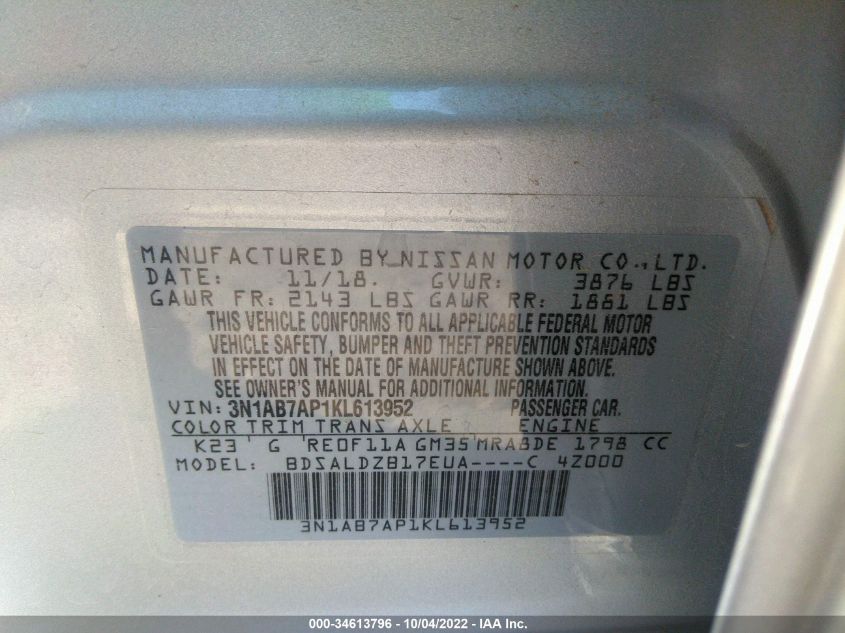 MANUFACTURED BY NISSAN MOTOR CO.,LTD.
DATE: 11/18. GVWR: 3876 LBS
GAWR FR: 2143 LBS GAWR RR: 1881 LBS
THIS VEHICLE CONFORMS TO ALL APPLICABLE FEDERAL MOTOR
VEHICLE SAFETY, BUMPER AND THEFT PREVENTION STANDARDS
IN EFFECT ON THE DATE OF MANUFACTURE SHOWN ABOVE.
SEE OWNER'S MANUAL FOR ADDITIONAL INFORMATION.
VIN: 3N1AB7AP1KL613952 PASSENGER CAR.
COLOR TRIM TRANS AXLE ENGINE
K23 G RE0F11A GM35 MRA8DE 1798 CC
MODEL: BDSALDZB17EUA----C 4Z000
3N1AB7AP1KL613952
000-34613796 - 10/04/2022 - IAA Inc.